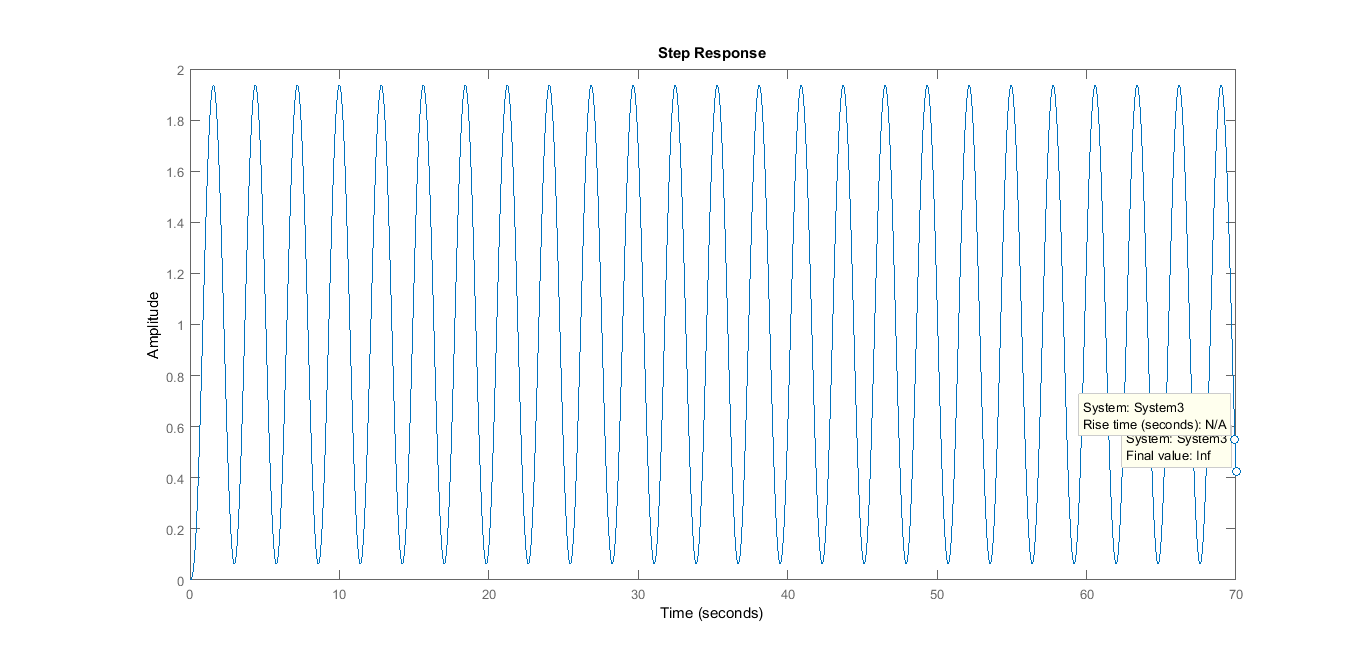 Step Response
Amplitude
2
1.8
1.6
1.4
1.2
1
0.8
0.6
0.4
0.2
0
System: System3
Rise time (seconds): N/A
System: System3
Final value: Inf
0 10 20 30 40 50 60 70
Time (seconds)